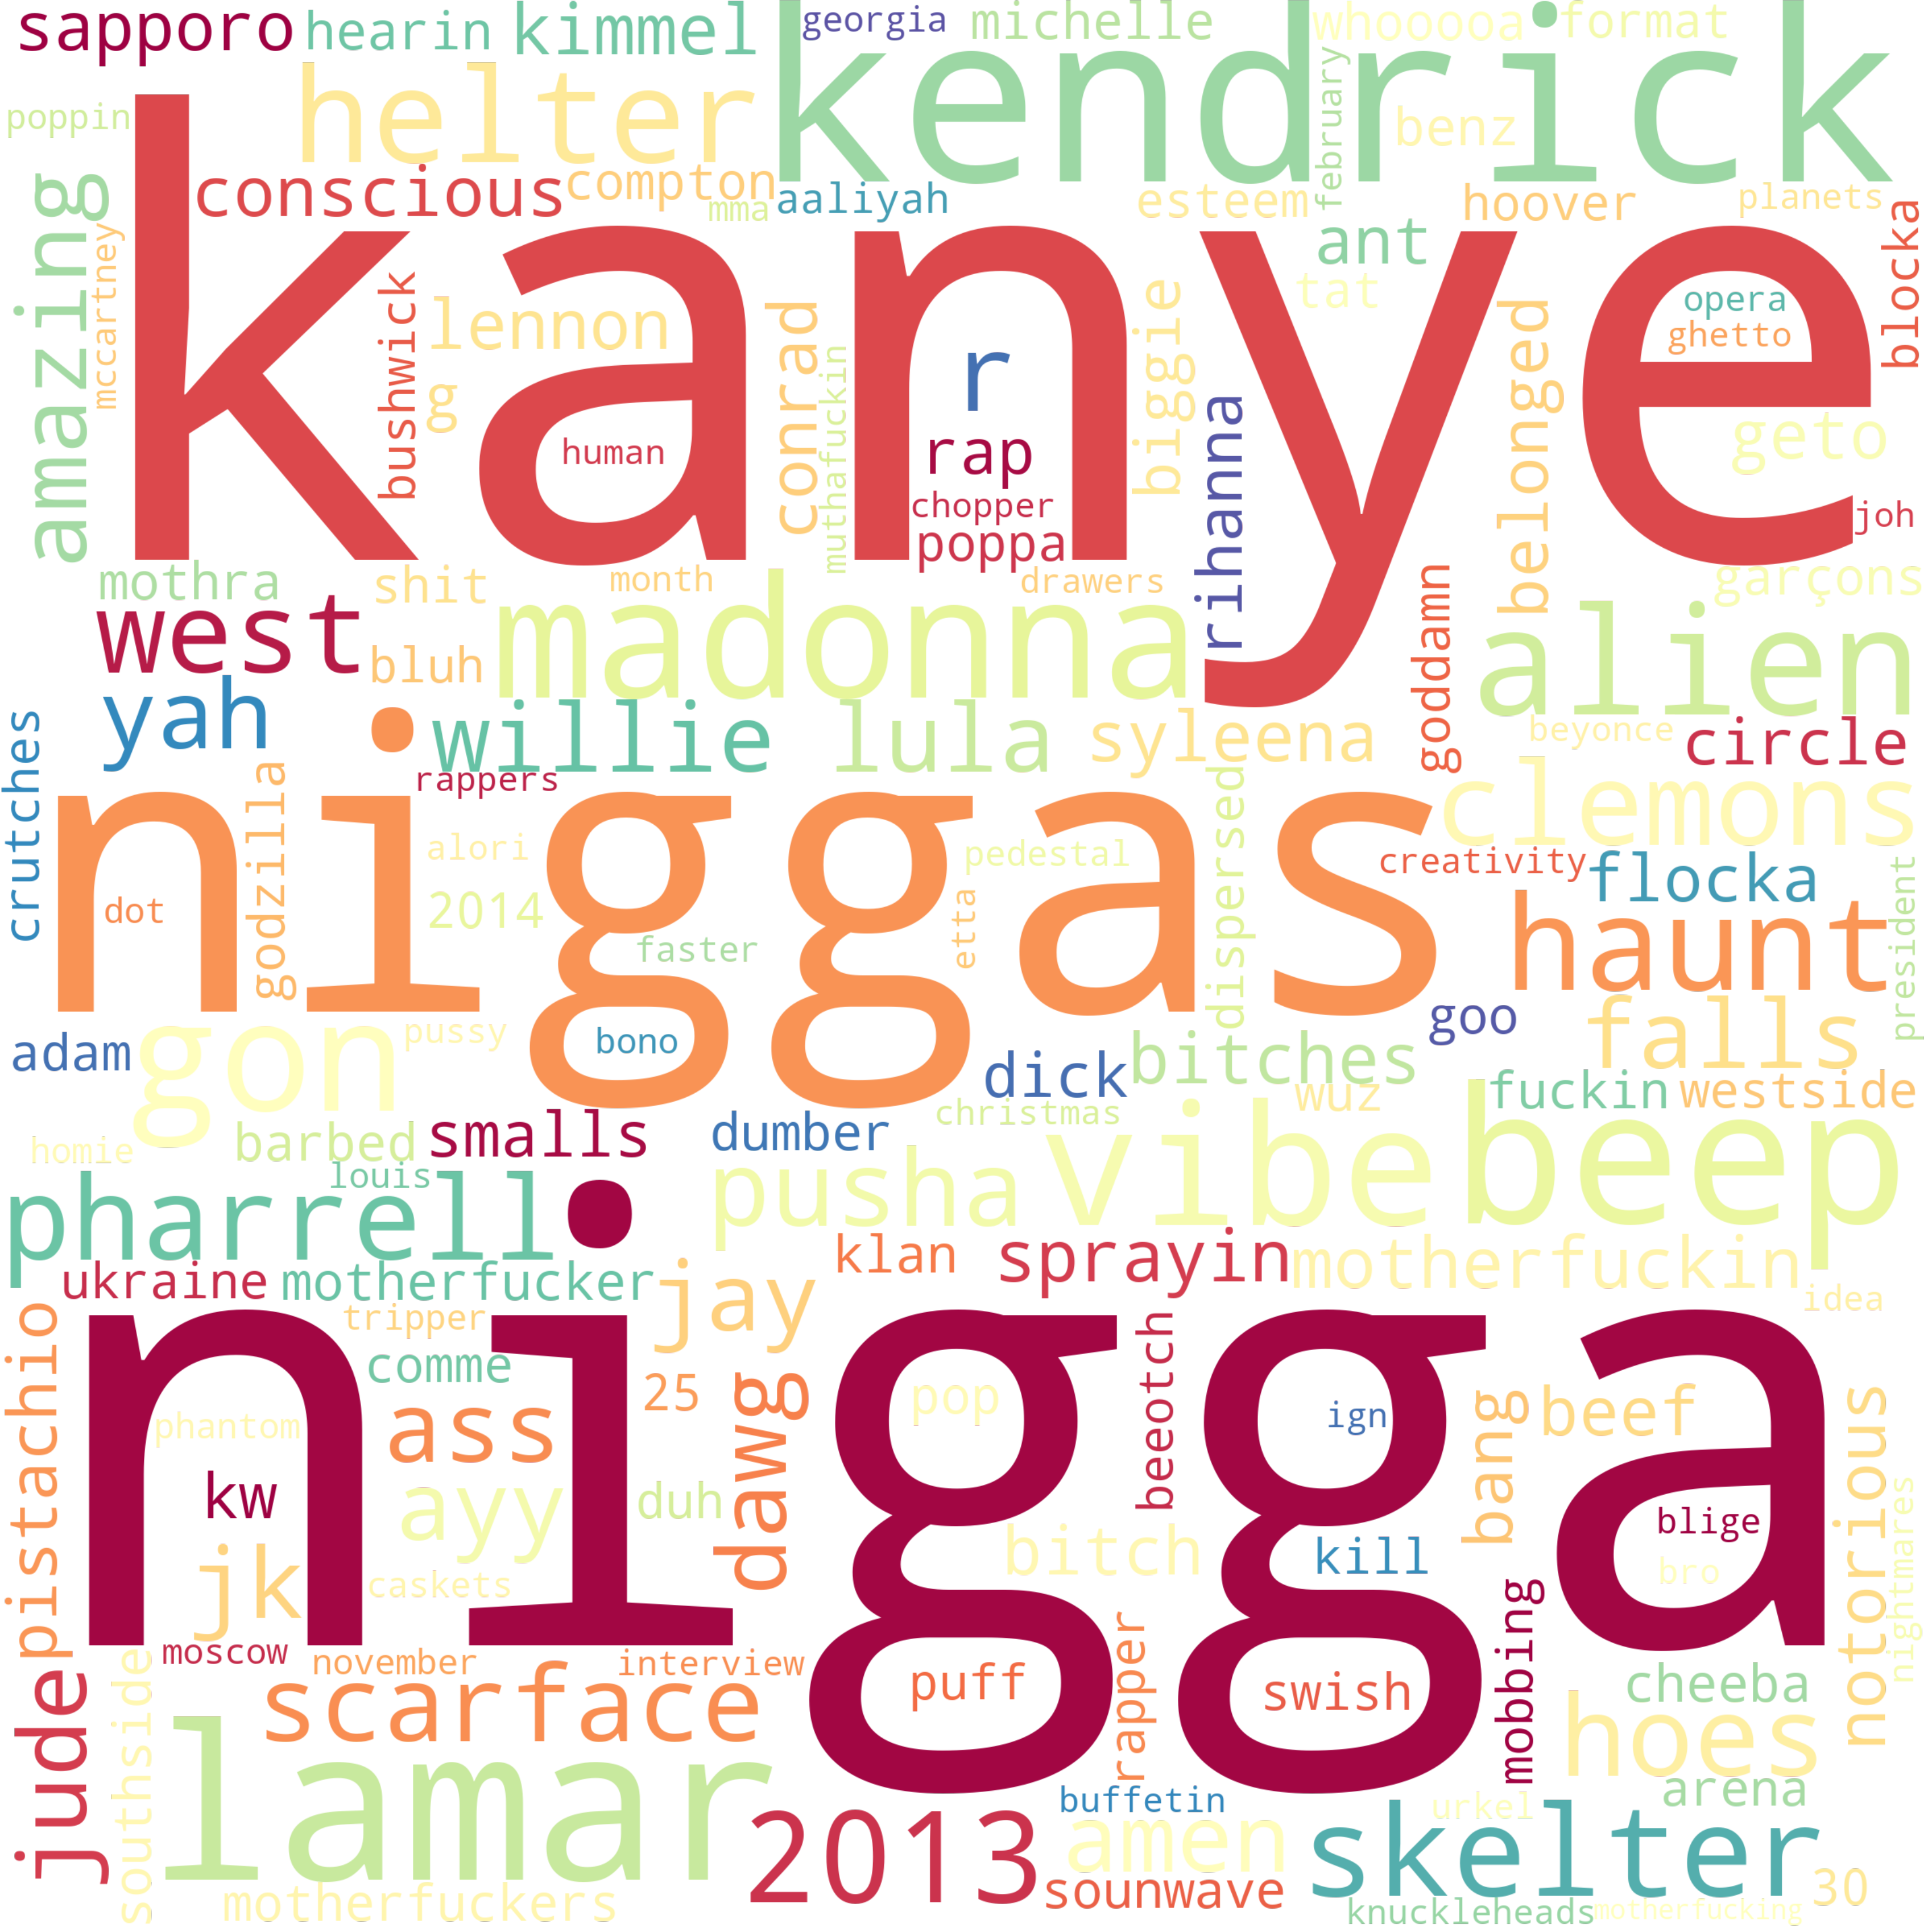 sapporo
hearin
kimmel
georgia
michelle
whooooa
format
kendrick
helter
poppin
february
benz
amazing
conscious
compton
mma
aaliyah
esteem
hoover
planets
blocka
kanye
mccartney
ant
tat
bushwick
lennon
g
conrad
biggie
belonged
opera
ghetto
r
muthafuckin
rihanna
human
rap
geto
chopper
poppa
joh
mothra
shit
month
drawers
garçons
goddamn
west
madonna
alien
bluh
yah
willie
lula
syleena
beyonce
circle
crutches
rappers
godzilla
niggas
dispersed
clemons
alori
pedestal
creativity
flocka
president
dot
2014
faster
etta
haunt
gon
pussy
bono
goo
falls
adam
dick
bitches
fuckin
westside
wuz
christmas
homie
barbed
smalls
dumber
vibe
beep
louis
pharrell
pusha
ukraine
motherfucker
klan
sprayin
motherfuckin
jay
idea
pistachio
tripper
nigga
comme
25
dawg
beeotch
pop
ign
bang
beef
notorious
phantom
ass
kw
ayy
duh
bitch
kill
blige
nightmares
jk
caskets
bro
mobbing
moscow
november
interview
rapper
jude
southside
scarface
puff
swish
cheeba
hoes
lamar
arena
buffetin
urkel
2013
amen
skelter
sounwave
30
motherfuckers
knuckleheads
motherfucking